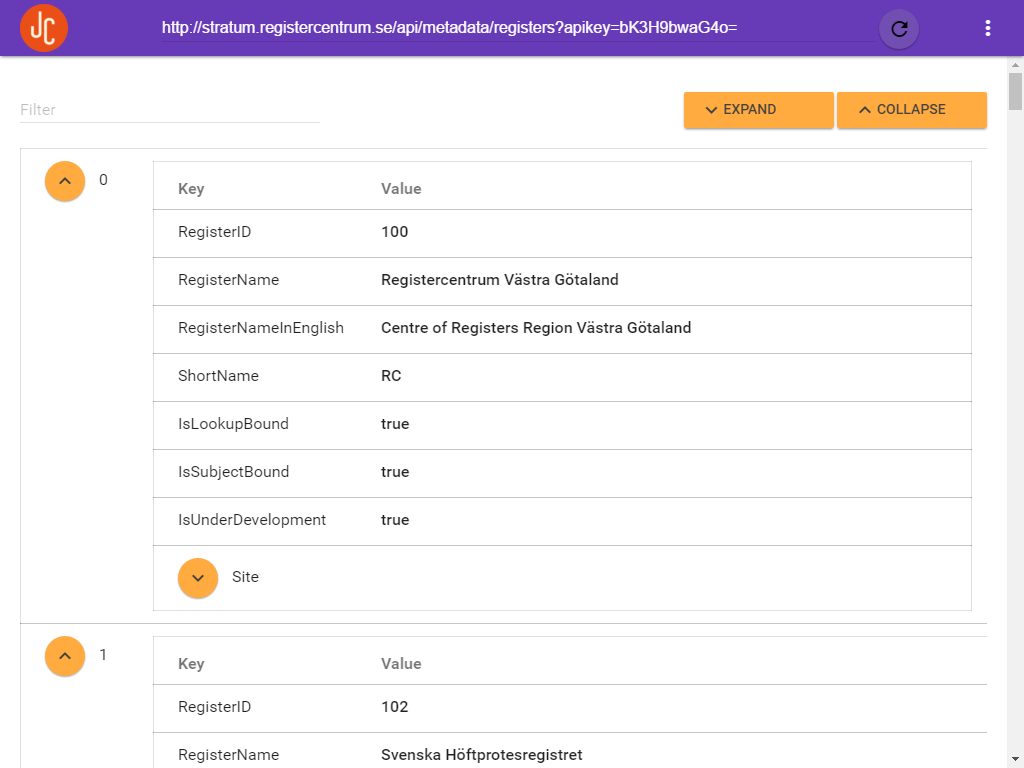 JC
http://stratum.registercentrum.se/api/metadata/registers?apikey=bK3H9bwaG4o=
Filter
EXPAND
COLLAPSE
0
Key Value
RegisterID 100
RegisterName Registercentrum Västra Götaland
RegisterNameInEnglish Centre of Registers Region Västra Götaland
ShortName RC
IsLookupBound true
IsSubjectBound true
IsUnderDevelopment true
Site
1
Key Value
RegisterID 102
RegisterName Svenska Höftprotesregistret